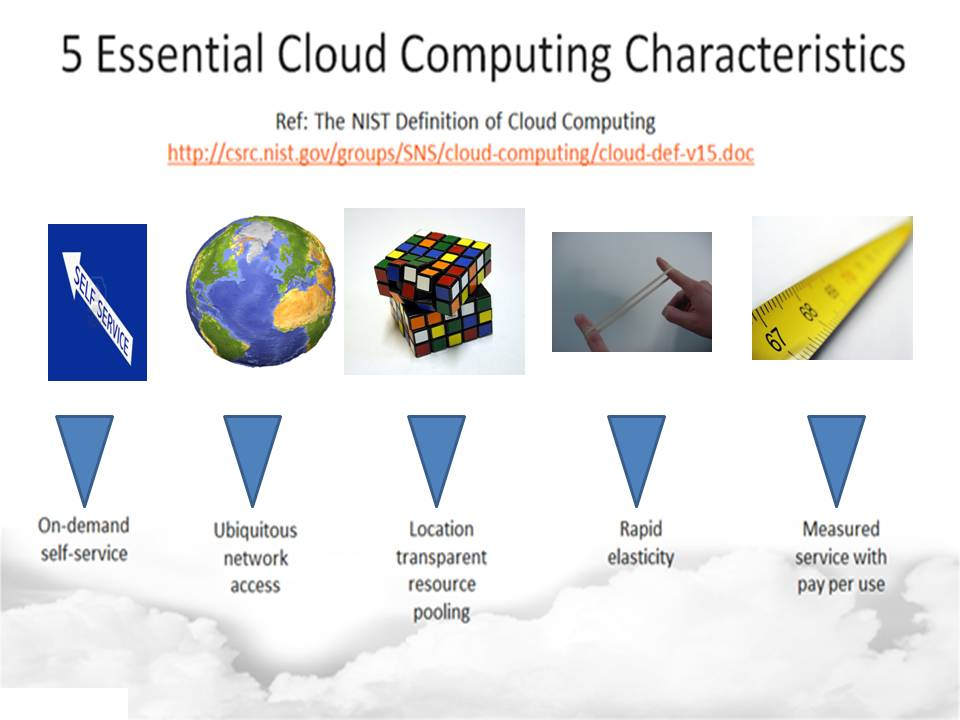 5 Essential Cloud Computing Characteristics
Ref: The NIST Definition of Cloud Computing
http://csrc.nist.gov/groups/SNS/cloud-computing/cloud-def-v15.doc
SELF SERVICE
67
68
On-demand
self-service
Ubiquitous
network
access
Location
transparent
resource
pooling
Rapid
elasticity
Measured
service with
pay per use